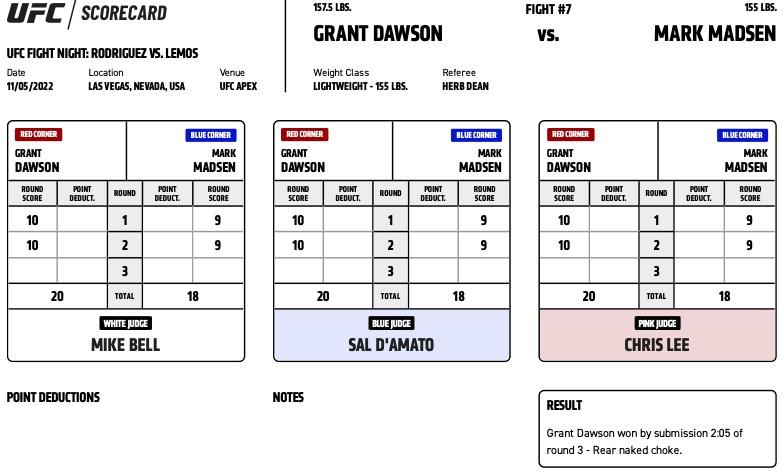 UFC / SCORECARD
UFC FIGHT NIGHT: RODRIGUEZ VS. LEMOS
Date Location Venue
11/05/2022 LAS VEGAS, NEVADA, USA UFC APEX
157.5 LBS. FIGHT #7 155 LBS.
GRANT DAWSON vs. MARK MADSEN
Weight Class Referee
LIGHTWEIGHT - 155 LBS. HERB DEAN
RED CORNER BLUE CORNER
GRANT MARK
DAWSON MADSEN
ROUND POINT ROUND POINT ROUND
SCORE DEDUCT. DEDUCT. SCORE
10 1 9
10 2 9
3
20 TOTAL 18
WHITE JUDGE
MIKE BELL
RED CORNER BLUE CORNER
GRANT MARK
DAWSON MADSEN
ROUND POINT ROUND POINT ROUND
SCORE DEDUCT. DEDUCT. SCORE
10 1 9
10 2 9
3
20 TOTAL 18
BLUE JUDGE
SAL D'AMATO
RED CORNER BLUE CORNER
GRANT MARK
DAWSON MADSEN
ROUND POINT ROUND POINT ROUND
SCORE DEDUCT. DEDUCT. SCORE
10 1 9
10 2 9
3
20 TOTAL 18
PINK JUDGE
CHRIS LEE
POINT DEDUCTIONS
NOTES
RESULT
Grant Dawson won by submission 2:05 of
round 3 - Rear naked choke.